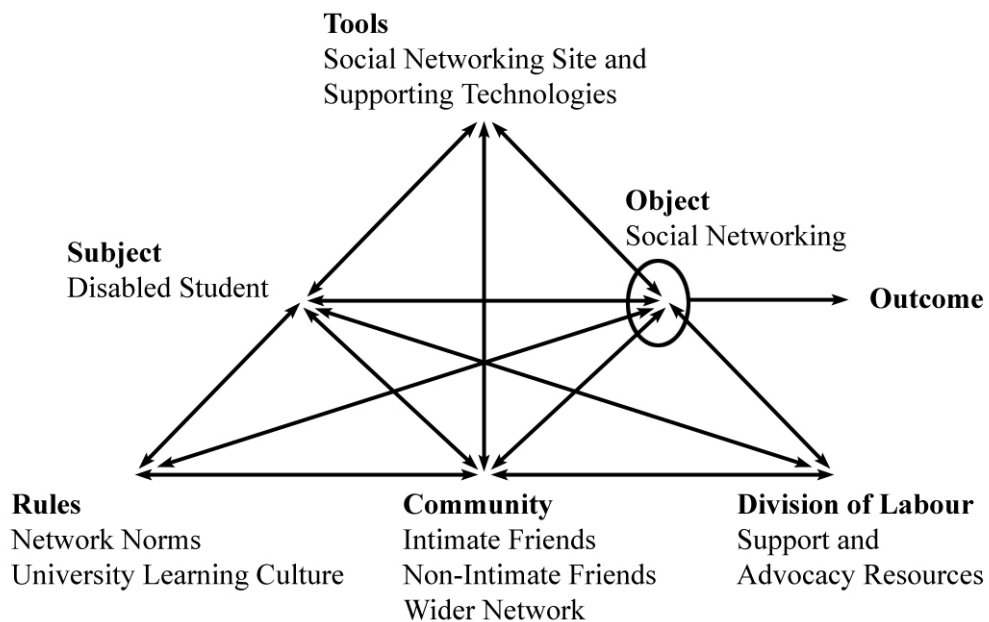 Tools
Social Networking Site and
Supporting Technologies
Object
Social Networking
Subject
Disabled Student
Outcome
Rules
Network Norms
University Learning Culture
Community
Intimate Friends
Non-Intimate Friends
Wider Network
Division of Labour
Support and
Advocacy Resources